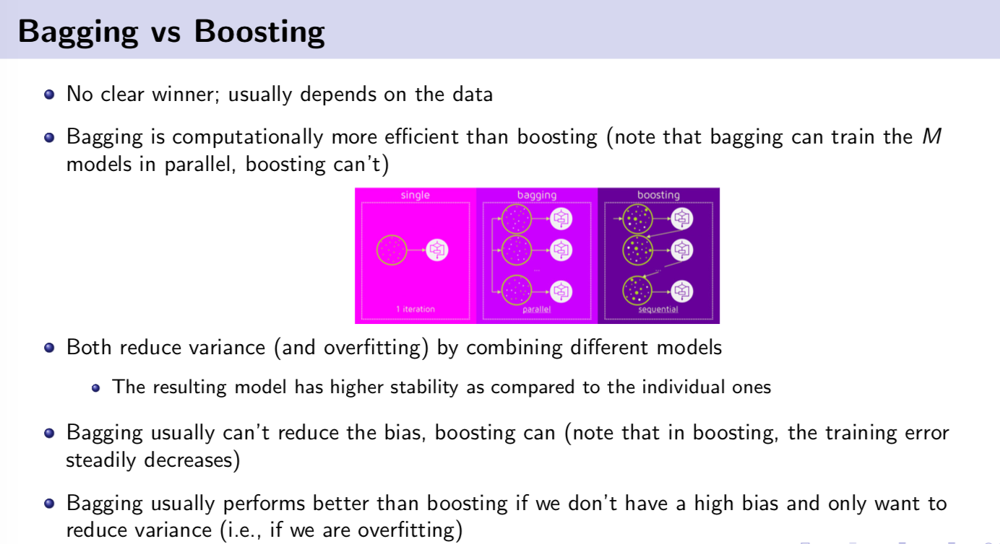 Bagging vs Boosting
No clear winner; usually depends on the data
Bagging is computationally more efficient than boosting (note that bagging can train the M
models in parallel, boosting can't)
single
bagging
boosting
...
...
1 iteration
parallel
sequential
Both reduce variance (and overfitting) by combining different models
The resulting model has higher stability as compared to the individual ones
Bagging usually can't reduce the bias, boosting can (note that in boosting, the training error
steadily decreases)
Bagging usually performs better than boosting if we don't have a high bias and only want to
reduce variance (i.e., if we are overfitting)